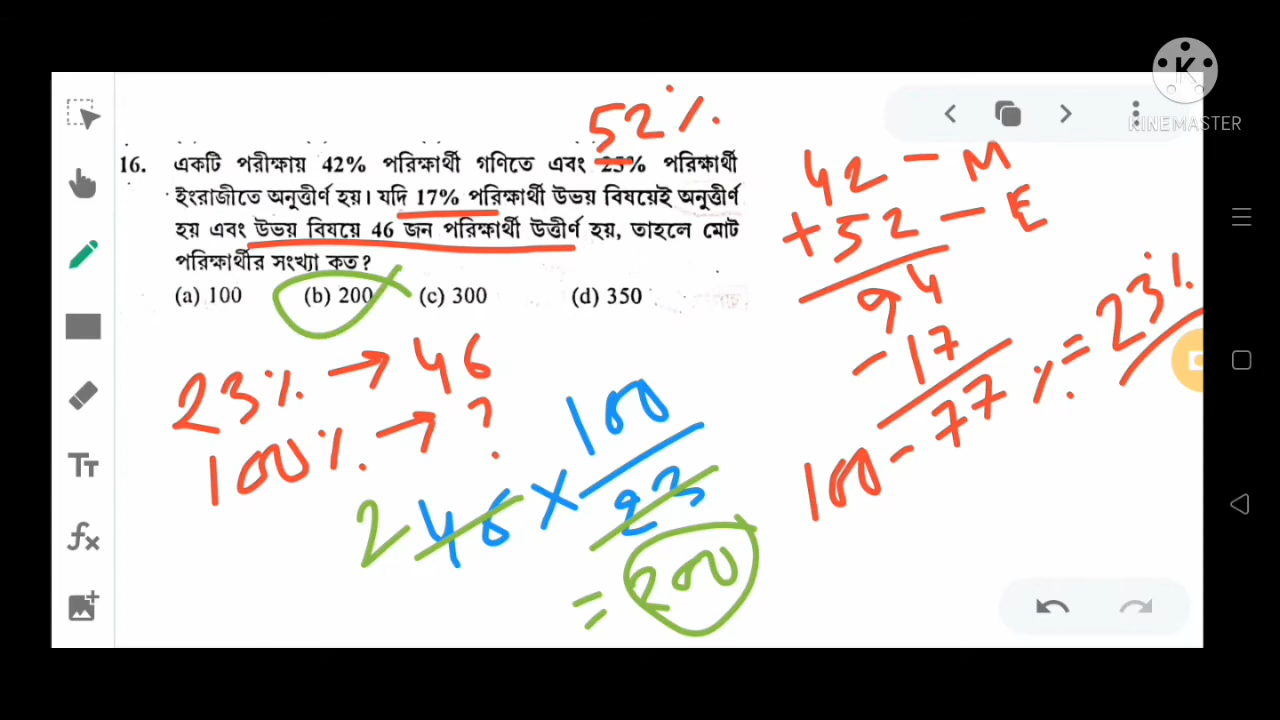 KINEMASTER
52%
16. একটি পরীক্ষায় 42% পরিক্ষার্থী গণিতে এবং 25% পরিক্ষার্থী
ইংরাজীতে অনুত্তীর্ণ হয়। যদি 17% পরিক্ষার্থী উভয় বিষয়েই অনুত্তীর্ণ
হয় এবং উভয় বিষয়ে 46 জন পরিক্ষার্থী উত্তীর্ণ হয়, তাহলে মোট
পরিক্ষার্থীর সংখ্যা কত?
(a) 100 (b) 200 (c) 300 (d) 350
42 - M
+ 52 - E
94
- 17
100 - 77% = 23%
23% → 46
100% → ?
2 46 × 100
23
= 200
Tт
fx